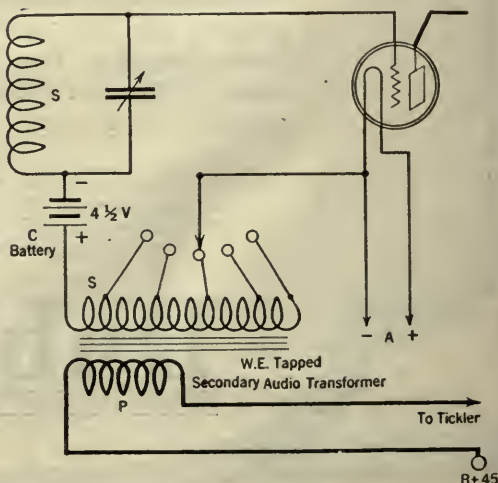 S
-
4 ½ V
C
Battery
+
S
- A +
W.E. Tapped
Secondary Audio Transformer
P
To Tickler
B+45